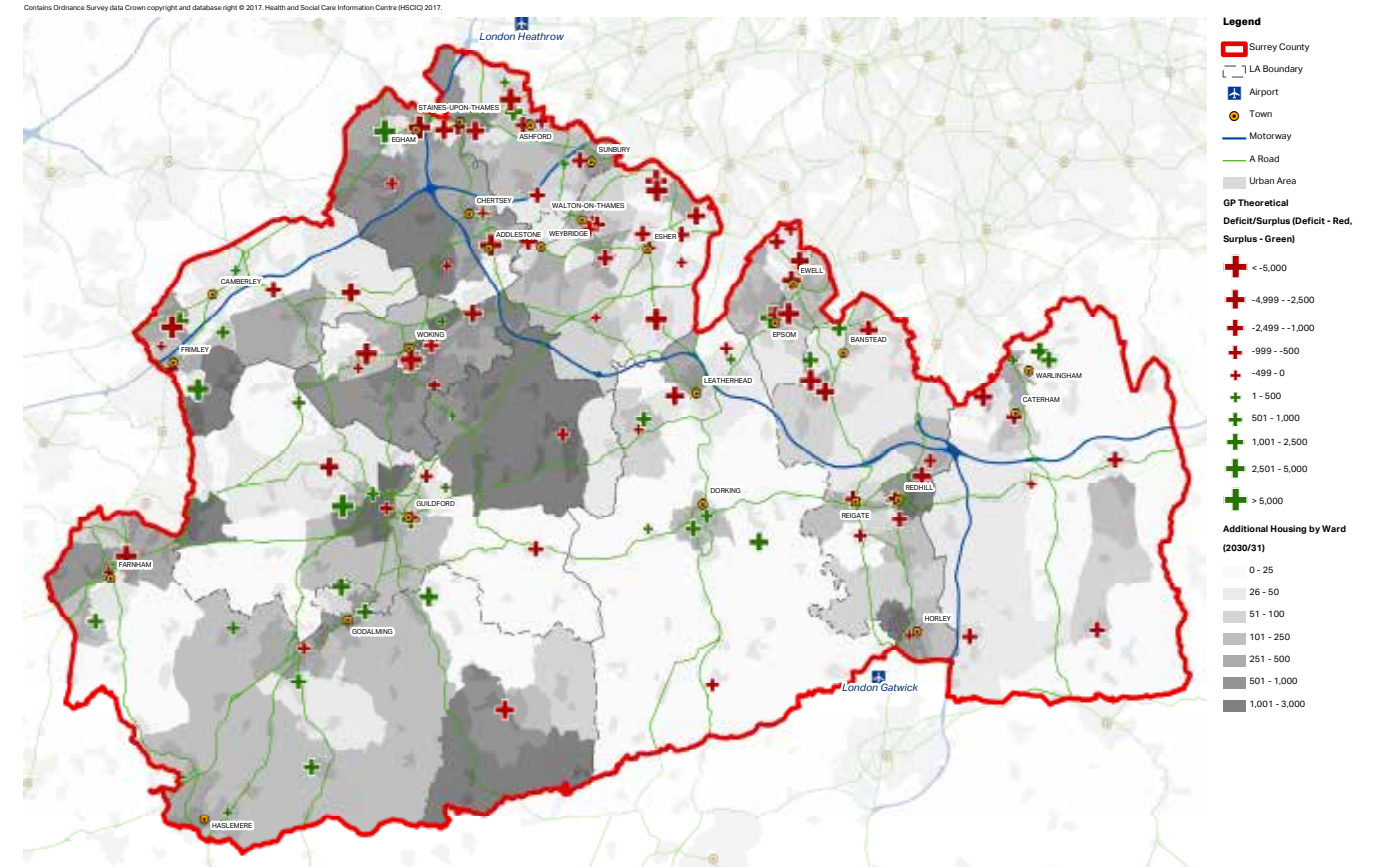 Contains Ordnance Survey data Crown copyright and database right © 2017. Health and Social Care Information Centre (HSCIC) 2017.
London Heathrow
STAINES-UPON-THAMES
EGHAM
ASHFORD
SUNBURY
CHERTSEY
WALTON-ON-THAMES
ADDLESTONE
WEYBRIDGE
ESHER
EWELL
CAMBERLEY
EPSOM
BANSTEAD
WOKING
FRIMLEY
LEATHERHEAD
WARLINGHAM
CATERHAM
DORKING
REDHILL
GUILDFORD
REIGATE
FARNHAM
HORLEY
GODALMING
London Gatwick
HASLEMERE
Legend
Surrey County
LA Boundary
Airport
Town
Motorway
A Road
Urban Area
GP Theoretical
Deficit/Surplus (Deficit - Red,
Surplus - Green)
< -5,000
-4,999 - -2,500
-2,499 - -1,000
-999 - -500
-499 - 0
1 - 500
501 - 1,000
1,001 - 2,500
2,501 - 5,000
> 5,000
Additional Housing by Ward
(2030/31)
0 - 25
26 - 50
51 - 100
101 - 250
251 - 500
501 - 1,000
1,001 - 3,000